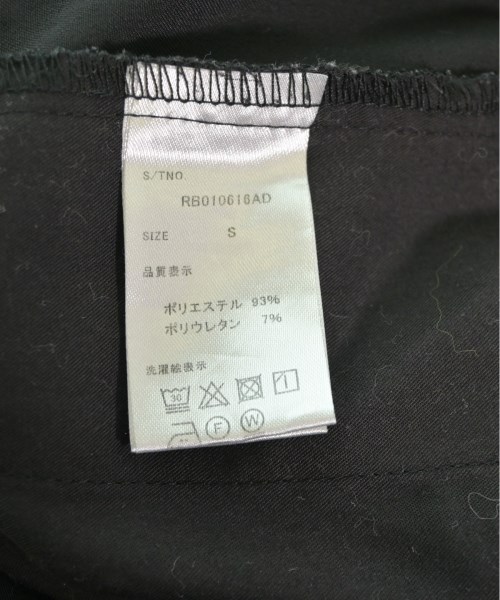 S/TNO.
RB010616AD
SIZE S
品質表示
ポリエステル 93%
ポリウレタン 7%
洗濯絵表示
30
F W